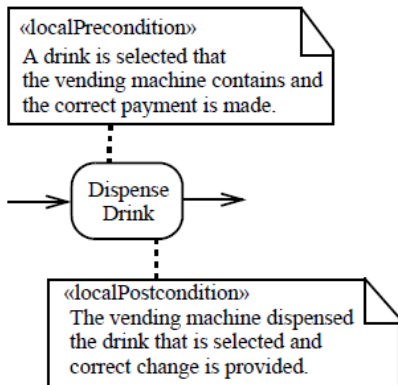 «localPrecondition»
A drink is selected that
the vending machine contains and
the correct payment is made.
Dispense
Drink
«localPostcondition»
The vending machine dispensed
the drink that is selected and
correct change is provided.